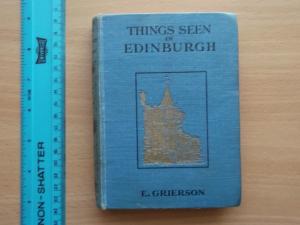 THINGS SEEN
IN
EDINBURGH
E. GRIERSON
NON-SHATTER